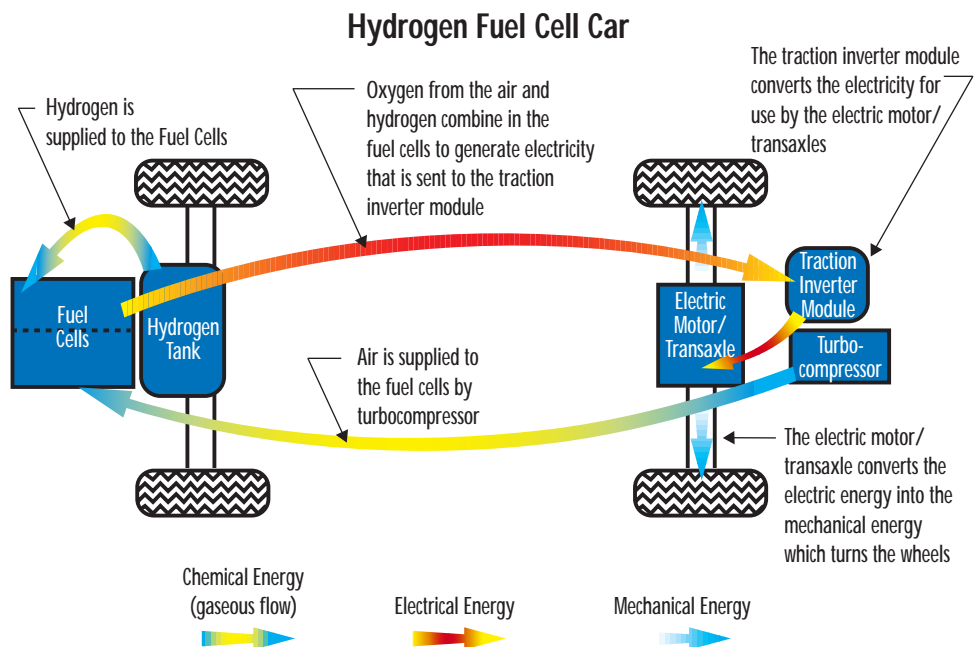 Hydrogen Fuel Cell Car
Hydrogen is
supplied to the Fuel Cells
Oxygen from the air and
hydrogen combine in the
fuel cells to generate electricity
that is sent to the traction
inverter module
The traction inverter module
converts the electricity for
use by the electric motor/
transaxles
Fuel
Cells
Hydrogen
Tank
Electric
Motor/
Transaxle
Traction
Inverter
Module
Turbo-
compressor
Air is supplied to
the fuel cells by
turbocompressor
The electric motor/
transaxle converts the
electric energy into the
mechanical energy
which turns the wheels
Chemical Energy
(gaseous flow)
Electrical Energy
Mechanical Energy